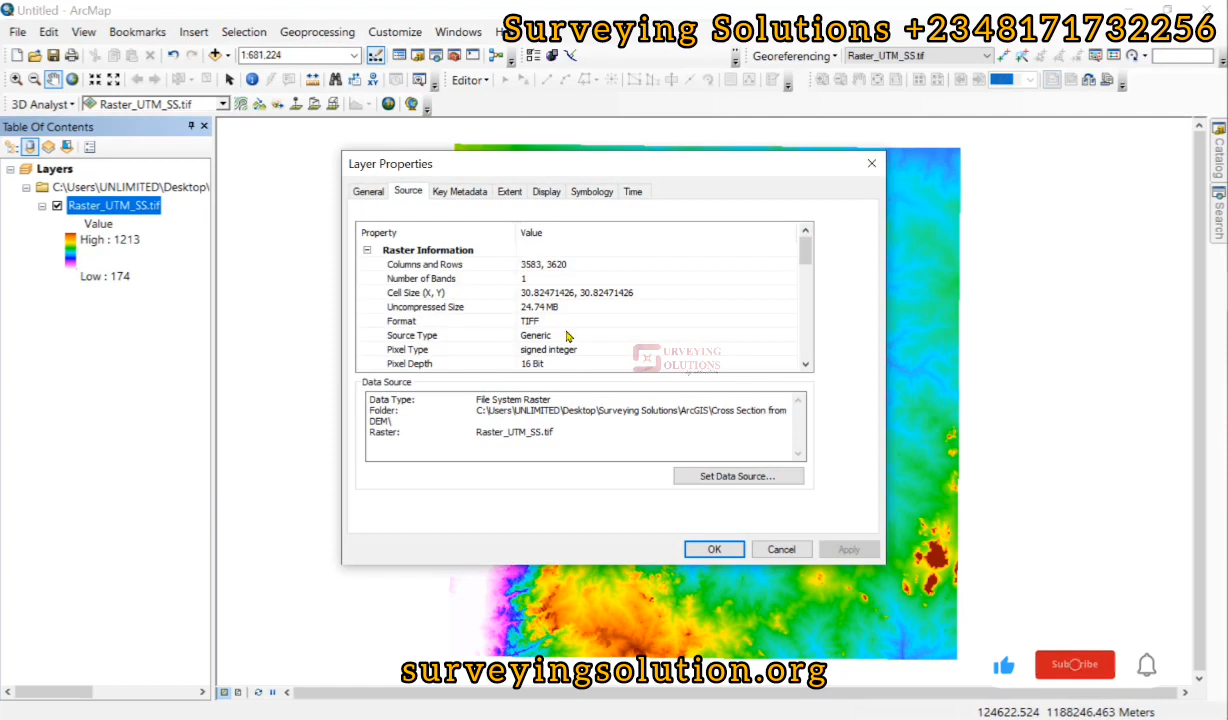 Untitled - ArcMap
Surveying Solutions +2348171732256
File Edit View Bookmarks Insert Selection Geoprocessing Customize Windows
1:681,224
Georeferencing Raster_UTM_SS.tif
Editor
3D Analyst Raster_UTM_SS.tif
Table Of Contents
Layers
C:\Users\UNLIMITED\Desktop\
Raster_UTM_SS.tif
Value
High : 1213
Low : 174
Layer Properties
General Source Key Metadata Extent Display Symbology Time
Property Value
Raster Information
Columns and Rows 3583, 3620
Number of Bands 1
Cell Size (X, Y) 30.82471426, 30.82471426
Uncompressed Size 24.74 MB
Format TIFF
Source Type Generic
Pixel Type signed integer
Pixel Depth 16 Bit
URVEYING
OLUTIONS
Data Source
Data Type: File System Raster
Folder: C:\Users\UNLIMITED\Desktop\Surveying Solutions\ArcGIS\Cross Section from
DEM\
Raster: Raster_UTM_SS.tif
Set Data Source...
OK Cancel Apply
Catalog
Search
Subscribe
surveyingsolution.org
124622.524 1188246.463 Meters